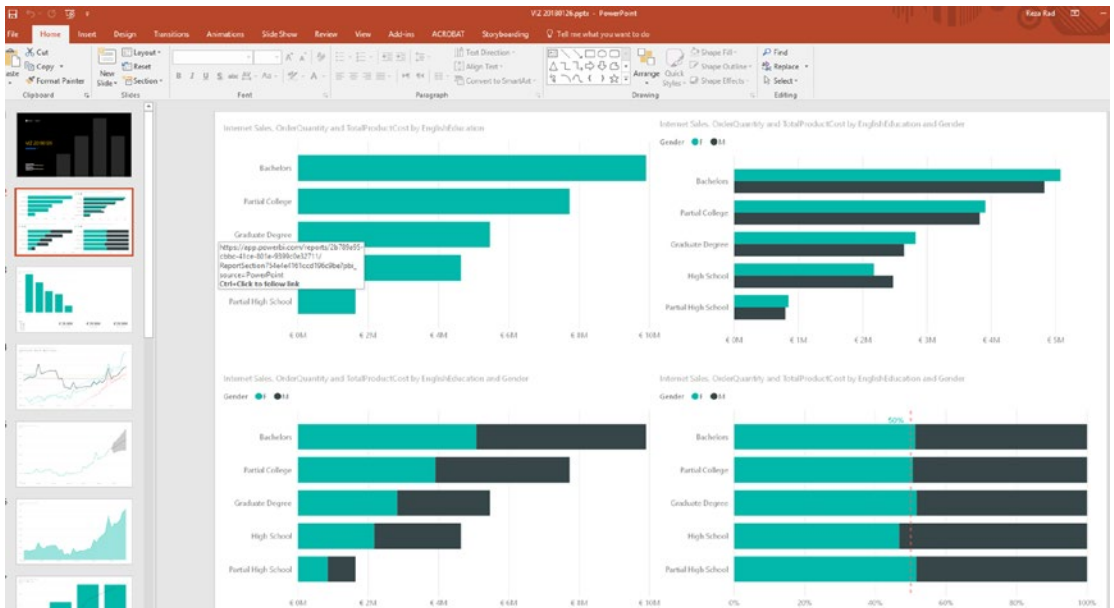 VIZ 20180126.pptx - PowerPoint
Reza Rad
File Home Insert Design Transitions Animations Slide Show Review View Add-ins ACROBAT Storyboarding Tell me what you want to do
Cut
Copy
Format Painter
Clipboard
New
Slide
Layout
Reset
Section
Slides
Font
Text Direction
Align Text
Convert to SmartArt
Paragraph
Arrange
Quick
Styles
Shape Fill
Shape Outline
Shape Effects
Drawing
Find
Replace
Select
Editing
Internet Sales, OrderQuantity and TotalProductCost by EnglishEducation
Bachelors
Partial College
Graduate Degree
Partial High School
€ 0M € 2M € 4M € 6M € 8M € 10M
ReportSection
source=PowerPoint
Ctrl+Click to follow link
Internet Sales, OrderQuantity and TotalProductCost by EnglishEducation and Gender
Gender F M
Bachelors
Partial College
Graduate Degree
High School
Partial High School
€ 0M € 1M € 2M € 3M € 4M € 5M
Internet Sales, OrderQuantity and TotalProductCost by EnglishEducation and Gender
Gender F M
Bachelors
Partial College
Graduate Degree
High School
Partial High School
€ 0M € 2M € 4M € 6M € 8M € 10M
Internet Sales, OrderQuantity and TotalProductCost by EnglishEducation and Gender
Gender F M
50%
Bachelors
Partial College
Graduate Degree
High School
Partial High School
0% 20% 40% 60% 80% 100%